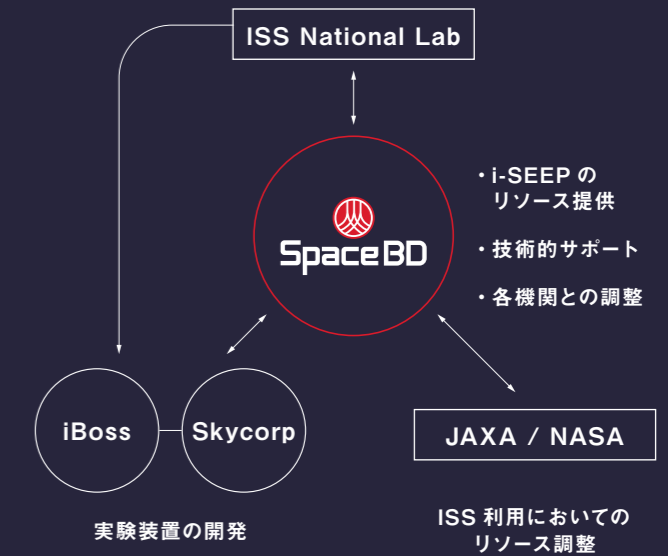 ISS National Lab
Space BD
・i-SEEP の
リソース提供
・技術的サポート
・各機関との調整
iBoss
Skycorp
JAXA / NASA
実験装置の開発
ISS 利用においての
リソース調整